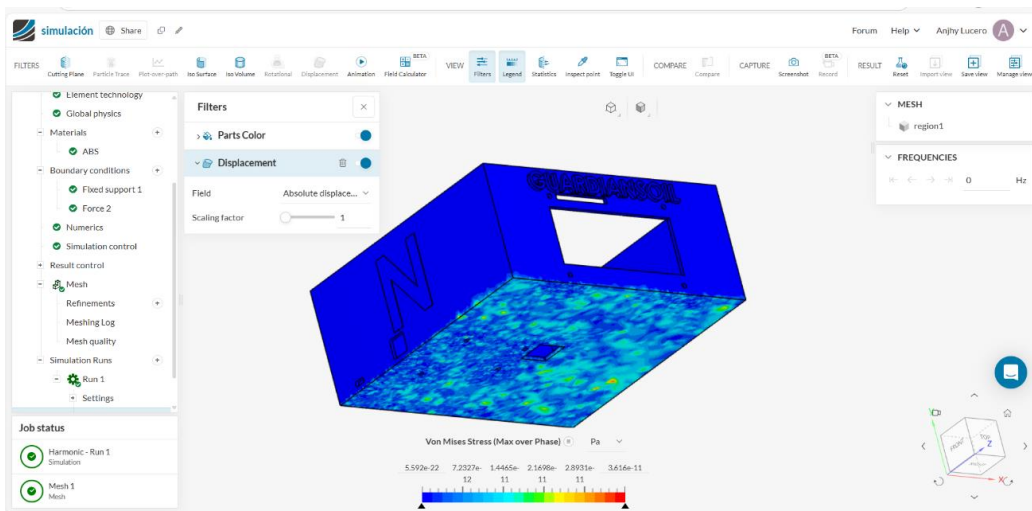 simulación Share Forum Help Anjhy Lucero A
FILTERS Cutting Plane Particle Trace Plot-over-path Iso Surface Iso Volume Rotational Displacement Animation BETA Field Calculator VIEW Filters Legend Statistics Inspect point Toggle UI COMPARE Compare CAPTURE Screenshot BETA Record RESULT Reset Import view Save view Manage view
Element technology
Global physics
Materials
ABS
Boundary conditions
Fixed support 1
Force 2
Numerics
Simulation control
Result control
Mesh
Refinements
Meshing Log
Mesh quality
Simulation Runs
Run 1
Settings
Job status
Harmonic - Run 1
Simulation
Mesh 1
Mesh
Filters
Parts Color
Displacement
Field Absolute displace...
Scaling factor 1
N
MESH
region1
FREQUENCIES
0 Hz
Von Mises Stress (Max over Phase) Pa
5.592e-22 7.2327e-12 1.4465e-11 2.1698e-11 2.8931e-11 3.616e-11
Y
TOP
FRONT
Z
X